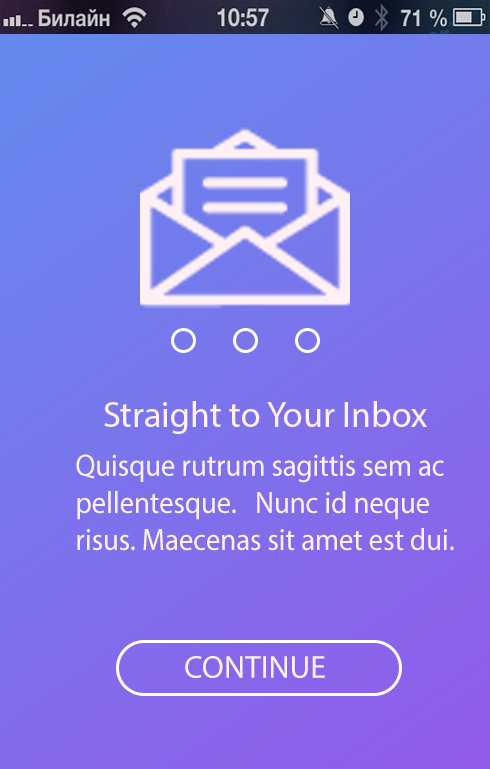 Билайн 10:57 71 %
Straight to Your Inbox
Quisque rutrum sagittis sem ac
pellentesque. Nunc id neque
risus. Maecenas sit amet est dui.
CONTINUE